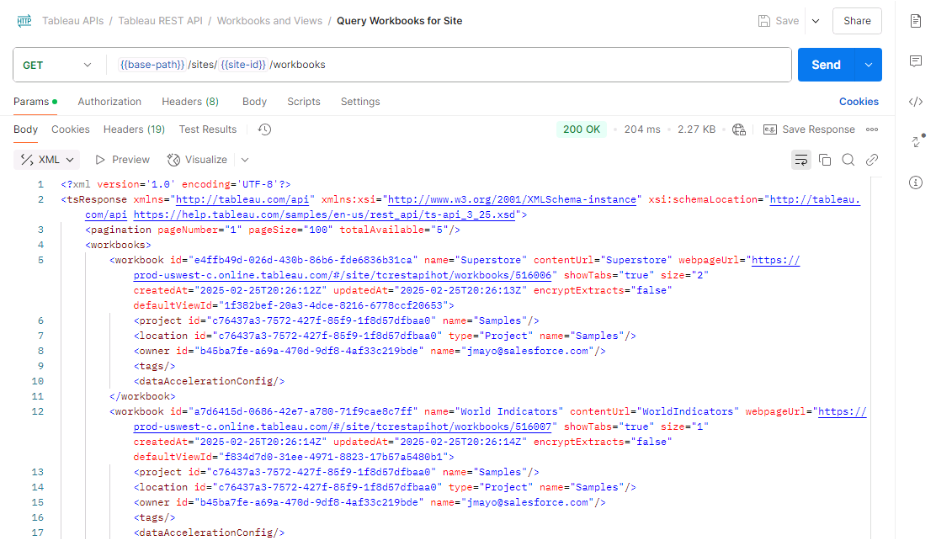 HTTP Tableau APIs / Tableau REST API / Workbooks and Views / Query Workbooks for Site Save Share
GET {{base-path}} /sites/ {{site-id}} /workbooks Send
Params Authorization Headers (8) Body Scripts Settings Cookies
Body Cookies Headers (19) Test Results 200 OK 204 ms 2.27 KB Save Response
XML Preview Visualize
1 <?xml version='1.0' encoding='UTF-8'?>
2 <tsResponse xmlns="http://tableau.com/api" xmlns:xsi="http://www.w3.org/2001/XMLSchema-instance" xsi:schemaLocation="http://tableau.
com/api https://help.tableau.com/samples/en-us/rest_api/ts-api_3_25.xsd">
3 <pagination pageNumber="1" pageSize="100" totalAvailable="5"/>
4 <workbooks>
5 <workbook id="e4ffb49d-026d-430b-86b6-fde6836b31ca" name="Superstore" contentUrl="Superstore" webpageUrl="https://
prod-uswest-c.online.tableau.com/#/site/tcrestapihot/workbooks/516006" showTabs="true" size="2"
createdAt="2025-02-25T20:26:12Z" updatedAt="2025-02-25T20:26:13Z" encryptExtracts="false"
defaultViewId="1f382bef-20a3-4dce-8216-6778ccf20653">
6 <project id="c76437a3-7572-427f-85f9-1f8d57dfbaa0" name="Samples"/>
7 <location id="c76437a3-7572-427f-85f9-1f8d57dfbaa0" type="Project" name="Samples"/>
8 <owner id="b45ba7fe-a69a-470d-9df8-4af33c219bde" name="jmayo@salesforce.com"/>
9 <tags/>
10 <dataAccelerationConfig/>
11 </workbook>
12 <workbook id="a7d6415d-0686-42e7-a780-71f9cae8c7ff" name="World Indicators" contentUrl="WorldIndicators" webpageUrl="https://
prod-uswest-c.online.tableau.com/#/site/tcrestapihot/workbooks/516007" showTabs="true" size="1"
createdAt="2025-02-25T20:26:14Z" updatedAt="2025-02-25T20:26:14Z" encryptExtracts="false"
defaultViewId="f834d7d0-31ee-4971-8823-17b57a5480b1">
13 <project id="c76437a3-7572-427f-85f9-1f8d57dfbaa0" name="Samples"/>
14 <location id="c76437a3-7572-427f-85f9-1f8d57dfbaa0" type="Project" name="Samples"/>
15 <owner id="b45ba7fe-a69a-470d-9df8-4af33c219bde" name="jmayo@salesforce.com"/>
16 <tags/>
17 <dataAccelerationConfig/>